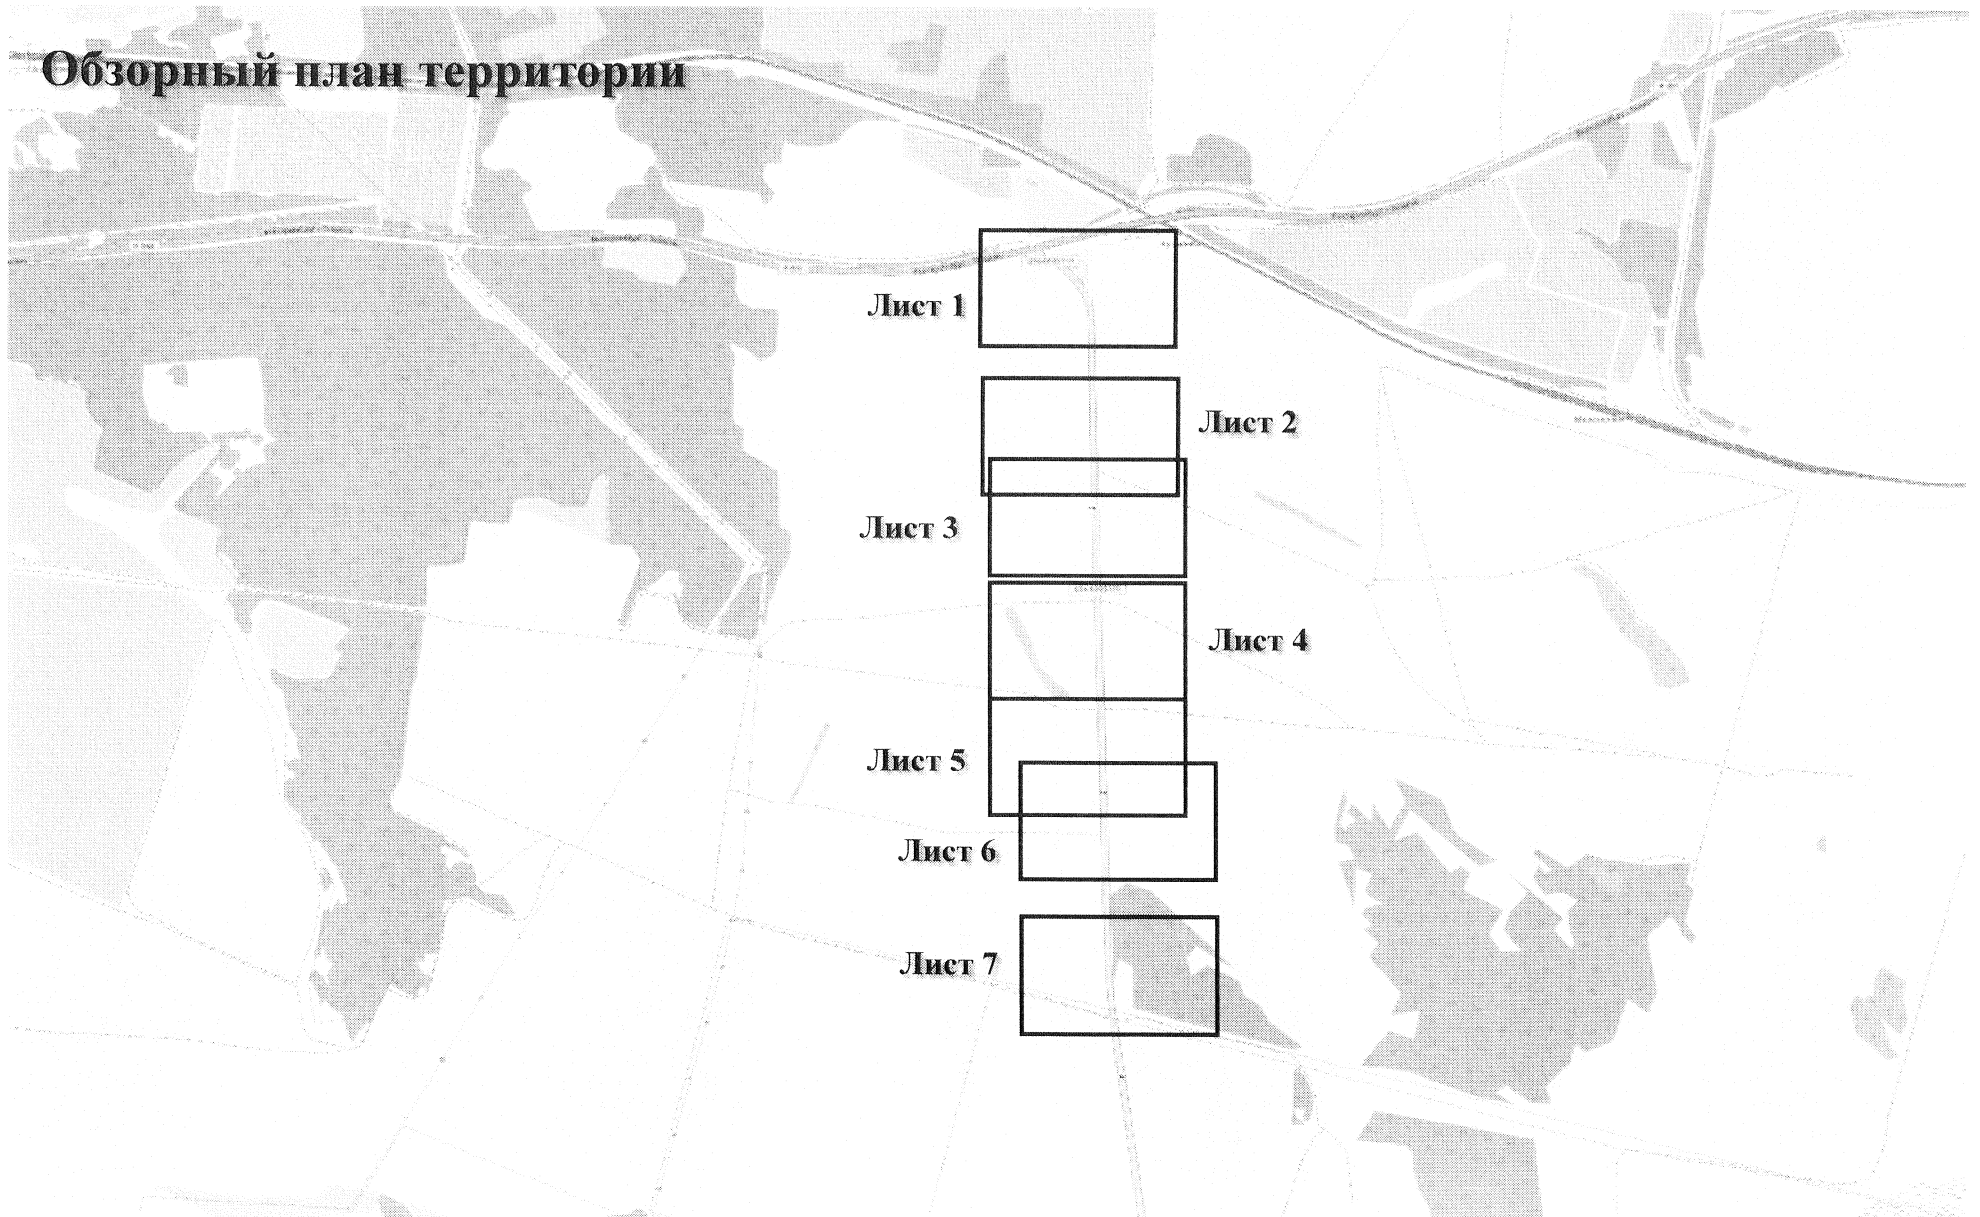 Обзорный план территории
Лист 1
Лист 2
Лист 3
Лист 4
Лист 5
Лист 6
Лист 7